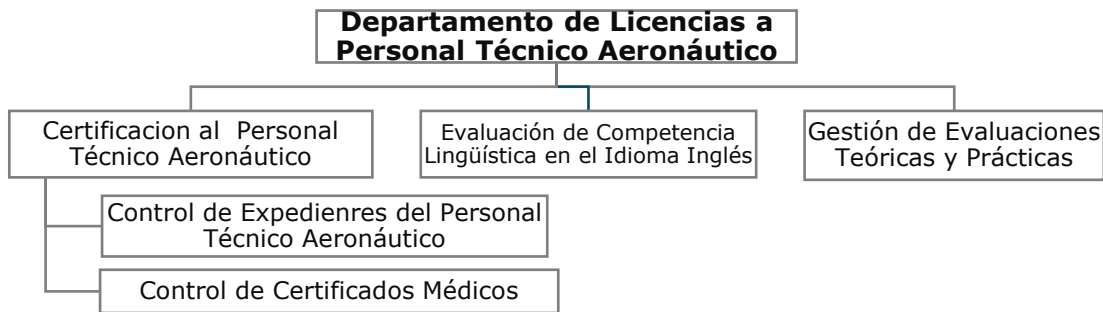 Departamento de Licencias a
Personal Técnico Aeronáutico
Certificacion al Personal
Técnico Aeronáutico
Evaluación de Competencia
Lingüística en el Idioma Inglés
Gestión de Evaluaciones
Teóricas y Prácticas
Control de Expedienres del Personal
Técnico Aeronáutico
Control de Certificados Médicos